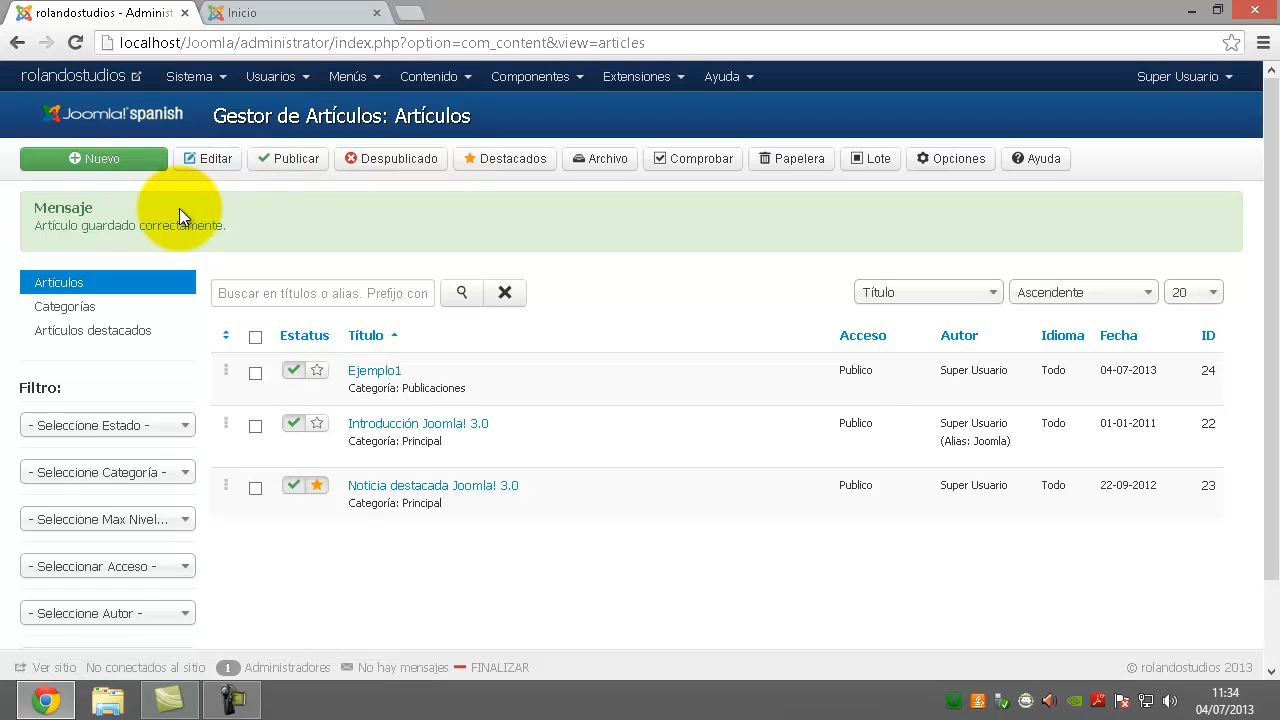 rolandostudios - Administ
Inicio
localhost/Joomla/administrator/index.php?option=com_content&view=articles
rolandostudios Sistema Usuarios Menús Contenido Componentes Extensiones Ayuda Super Usuario
Joomla! spanish Gestor de Artículos: Artículos
Nuevo Editar Publicar Despublicado Destacados Archivo Comprobar Papelera Lote Opciones Ayuda
Mensaje
Artículo guardado correctamente.
Artículos
Categorías
Artículos destacados
Filtro:
- Seleccione Estado -
- Seleccione Categoría -
- Seleccione Max Nivel...
- Seleccionar Acceso -
- Seleccione Autor -
Buscar en títulos o alias. Prefijo con Título Ascendente 20
Estatus Título Acceso Autor Idioma Fecha ID
Ejemplo1 Publico Super Usuario Todo 04-07-2013 24
Categoría: Publicaciones
Introducción Joomla! 3.0 Publico Super Usuario Todo 01-01-2011 22
Categoría: Principal (Alias: Joomla)
Noticia destacada Joomla! 3.0 Publico Super Usuario Todo 22-09-2012 23
Categoría: Principal
Ver sitio No conectados al sitio 1 Administradores No hay mensajes FINALIZAR © rolandostudios 2013
11:34
04/07/2013